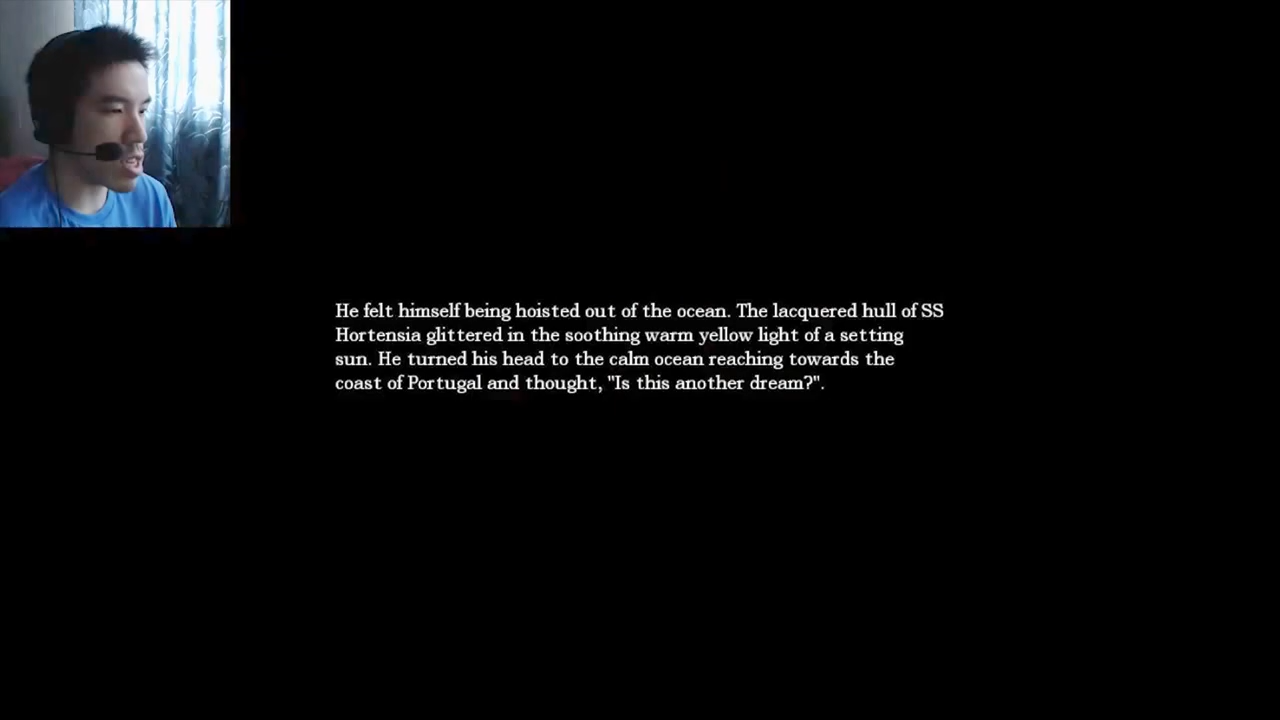 He felt himself being hoisted out of the ocean. The lacquered hull of SS
Hortensia glittered in the soothing warm yellow light of a setting
sun. He turned his head to the calm ocean reaching towards the
coast of Portugal and thought, "Is this another dream?".